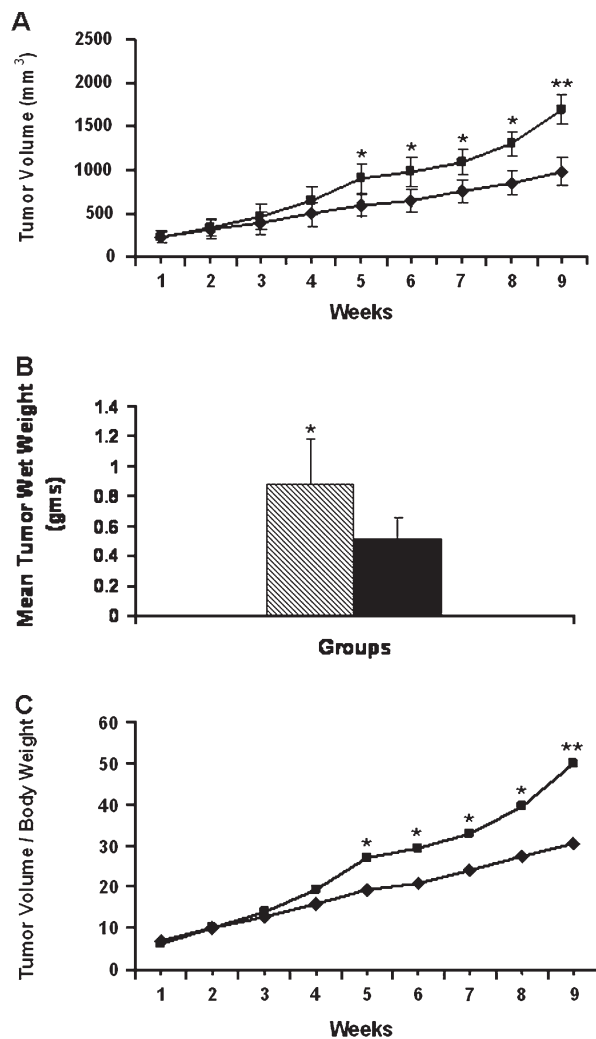 A
Tumor Volume (mm³)
2500
2000
1500
1000
500
0
* * * * **
1 2 3 4 5 6 7 8 9
Weeks
B
Mean Tumor Wet Weight
(gms)
1.4
1.2
1
0.8
0.6
0.4
0.2
0
*
Groups
C
Tumor Volume / Body Weight
60
50
40
30
20
10
0
* * * * **
1 2 3 4 5 6 7 8 9
Weeks